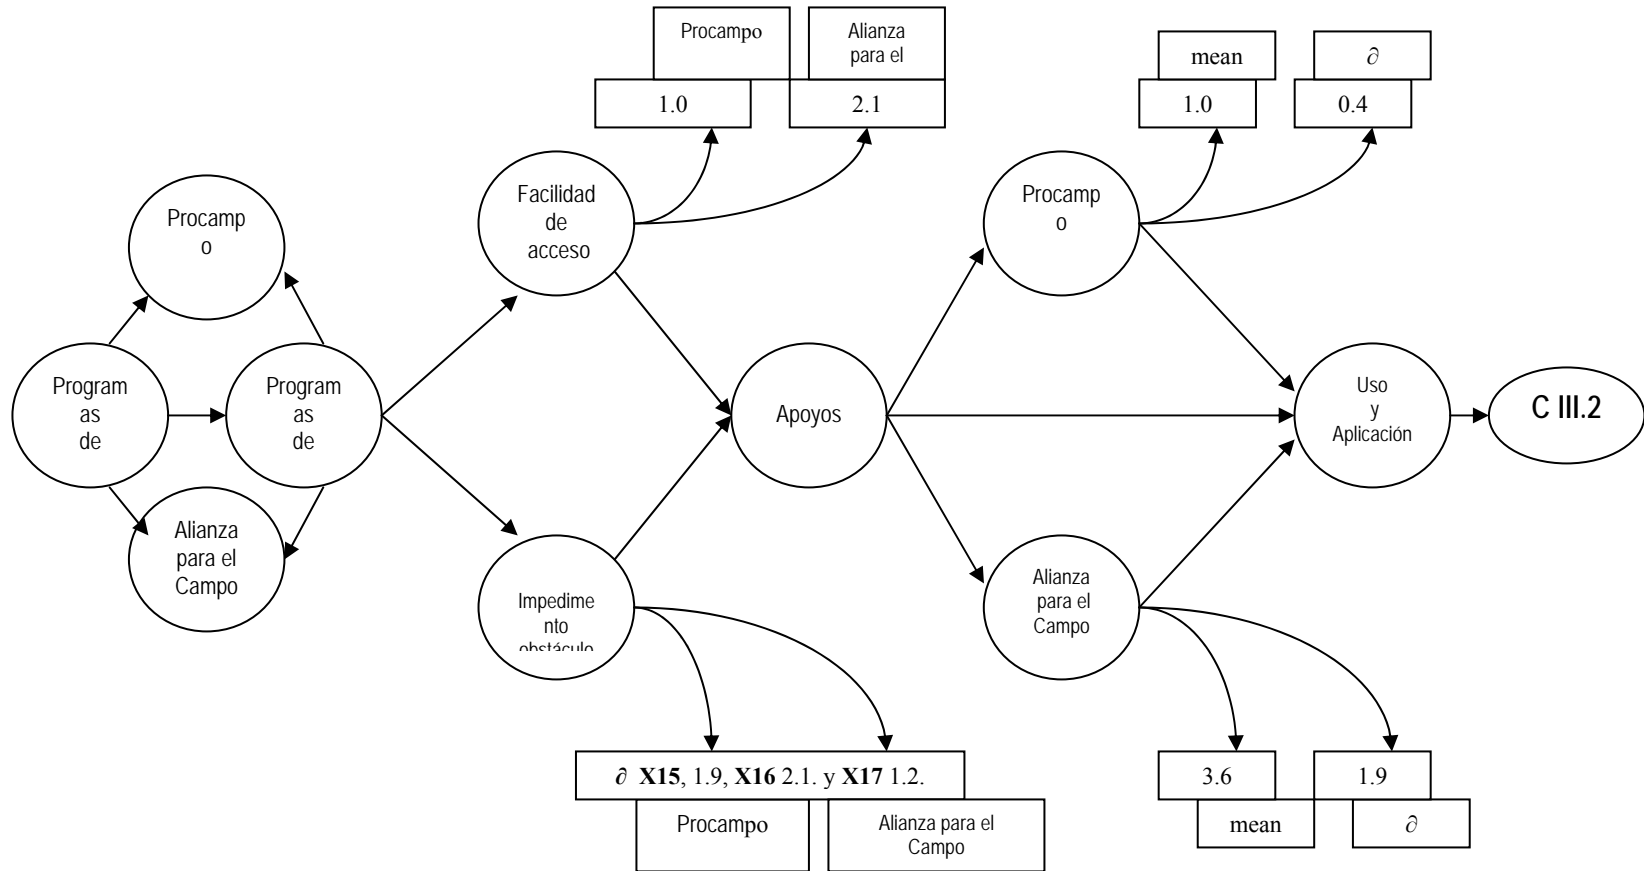 Procampo
Alianza
para el
1.0
2.1
mean
∂
1.0
0.4
Procamp
o
Facilidad
de
acceso
Procamp
o
Program
as
de
Program
as
de
Apoyos
Uso
y
Aplicación
C III.2
Alianza
para el
Campo
Impedime
nto
obstáculo
Alianza
para el
Campo
∂ X15, 1.9, X16 2.1. y X17 1.2.
Procampo
Alianza para el
Campo
3.6
1.9
mean
∂